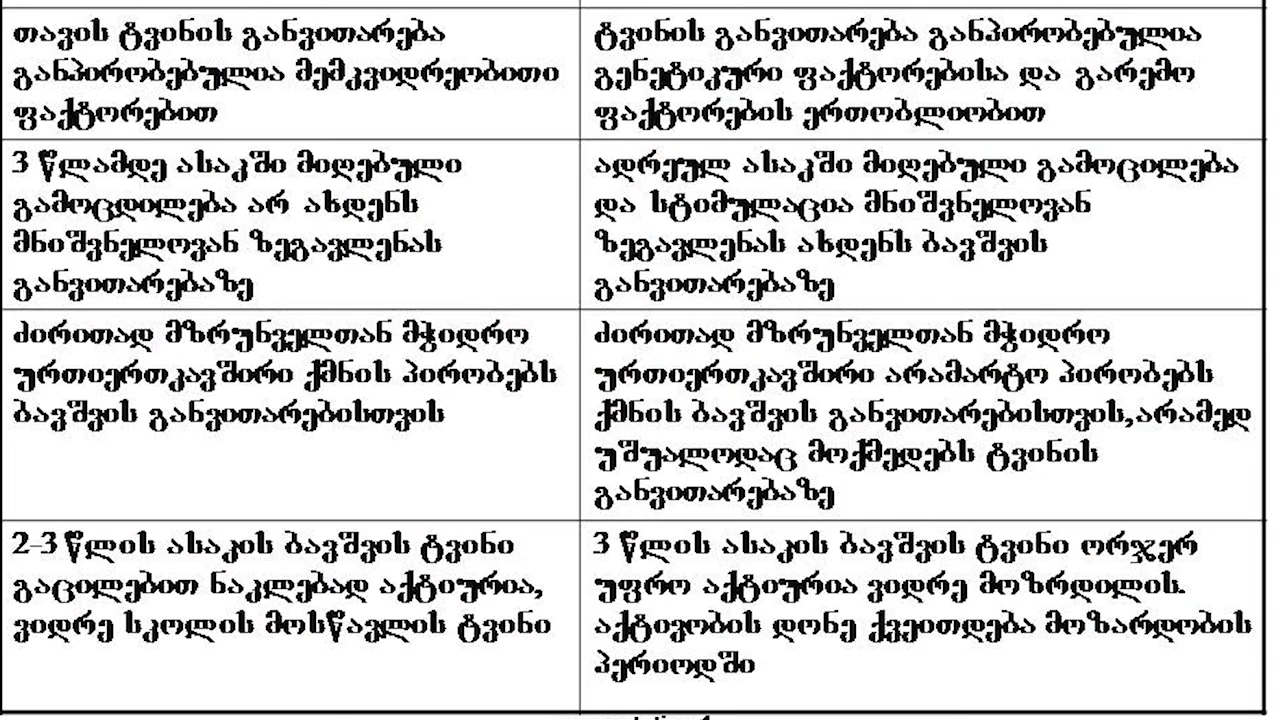 თავის ტვინის განვითარება
განპირობებულია მემკვიდრეობითი
ფაქტორებით
ტვინის განვითარება განპირობებულია
გენეტიკური ფაქტორებისა და გარემო
ფაქტორების ერთობლიობით
3 წლამდე ასაკში მიღებული
გამოცდილება არ ახდენს
მნიშვნელოვან ზეგავლენას
განვითარებაზე
ადრეულ ასაკში მიღებული გამოცილება
და სტიმულაცია მნიშვნელოვან
ზეგავლენას ახდენს ბავშვის
განვითარებაზე
ძირითად მზრუნველთან მჭიდრო
ურთიერთკავშირი ქმნის პირობებს
ბავშვის განვითარებისთვის
ძირითად მზრუნველთან მჭიდრო
ურთიერთკავშირი არამარტო პირობებს
ქმნის ბავშვის განვითარებისთვის,არამედ
უშუალოდაც მოქმედებს ტვინის
განვითარებაზე
2-3 წლის ასაკის ბავშვის ტვინი
გაცილებით ნაკლებად აქტიურია,
ვიდრე სკოლის მოსწავლის ტვინი
3 წლის ასაკის ბავშვის ტვინი ორჯერ
უფრო აქტიურია ვიდრე მოზრდილის.
აქტივობის დონე ქვეითდება მოზარდობის
პერიოდში